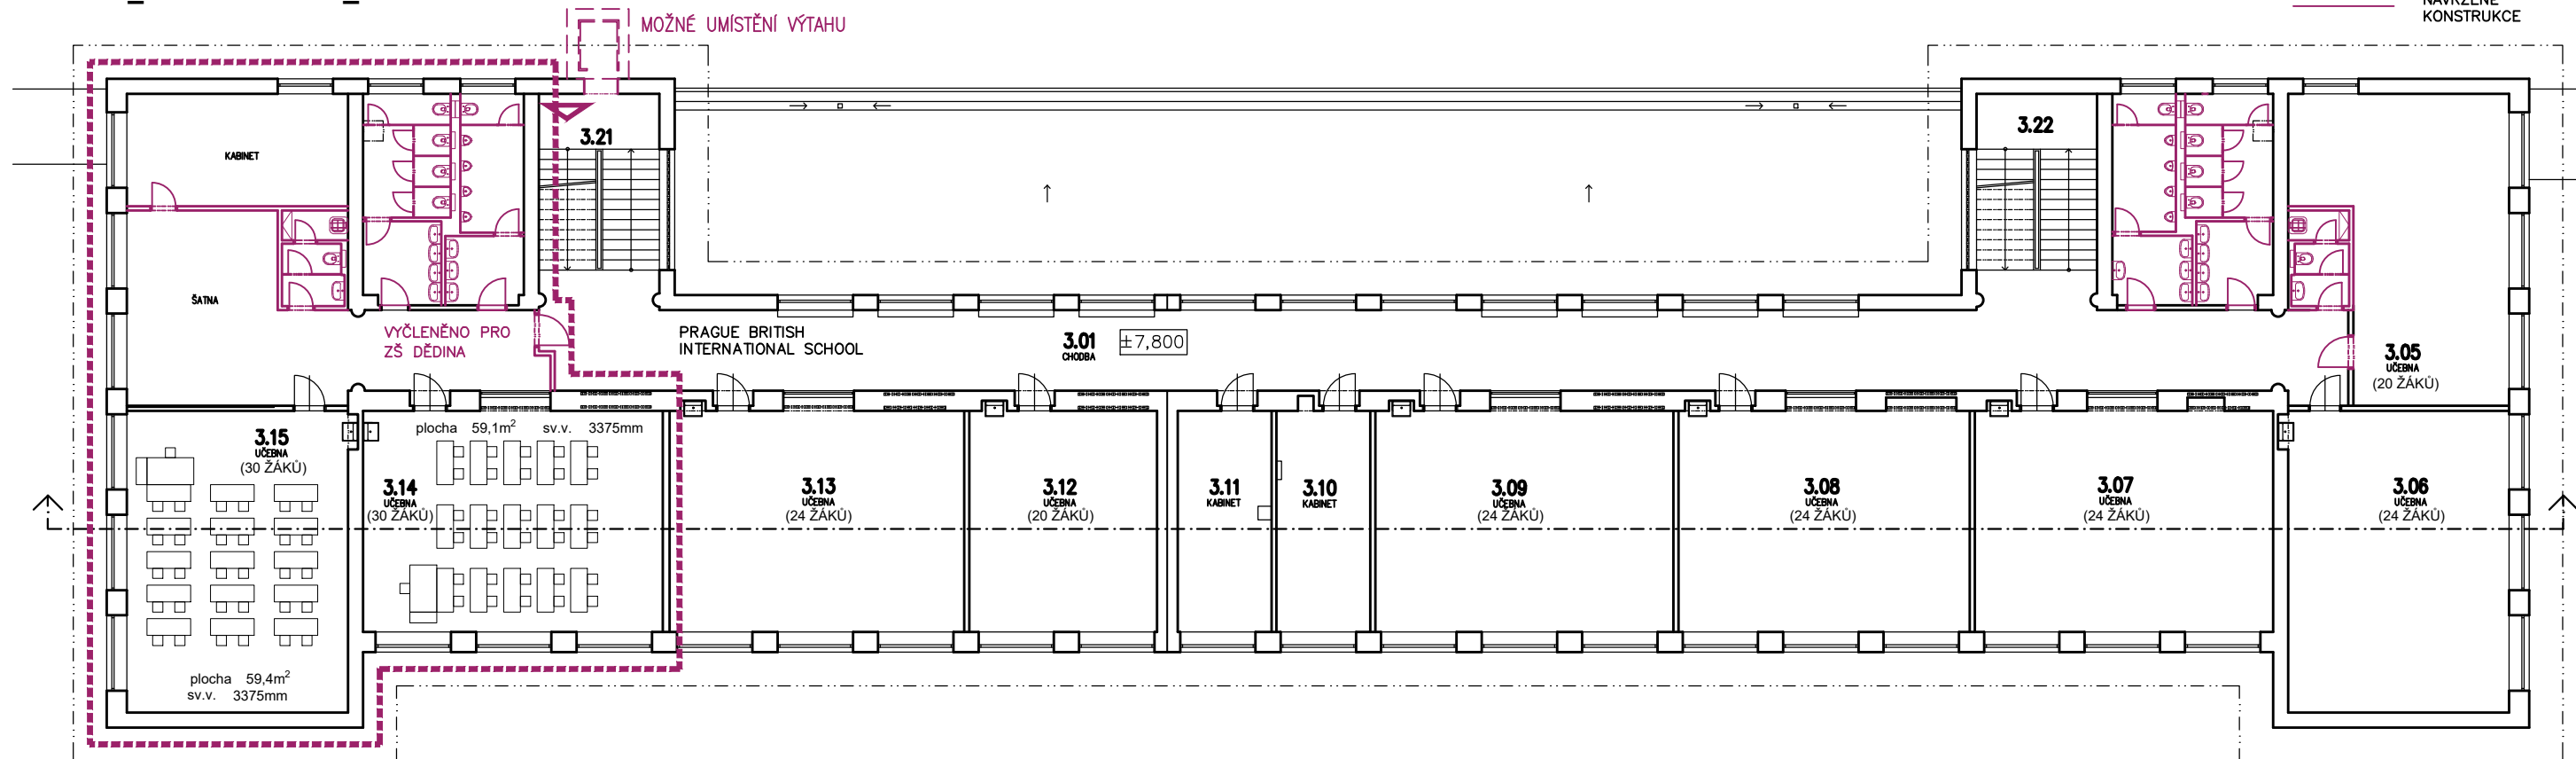 MOŽNÉ UMÍSTĚNÍ VÝTAHU
KONSTRUKCE
3.21
3.22
KABINET
ŠATNA
VYČLENĚNO PRO
ZŠ DĚDINA
PRAGUE BRITISH
INTERNATIONAL SCHOOL
3.01
CHODBA
±7,800
3.05
UČEBNA
(20 ŽÁKŮ)
3.15
UČEBNA
(30 ŽÁKŮ)
plocha 59,4m²
sv.v. 3375mm
plocha 59,1m² sv.v. 3375mm
3.14
UČEBNA
(30 ŽÁKŮ)
3.13
UČEBNA
(24 ŽÁKŮ)
3.12
UČEBNA
(20 ŽÁKŮ)
3.11
KABINET
3.10
KABINET
3.09
UČEBNA
(24 ŽÁKŮ)
3.08
UČEBNA
(24 ŽÁKŮ)
3.07
UČEBNA
(24 ŽÁKŮ)
3.06
UČEBNA
(24 ŽÁKŮ)